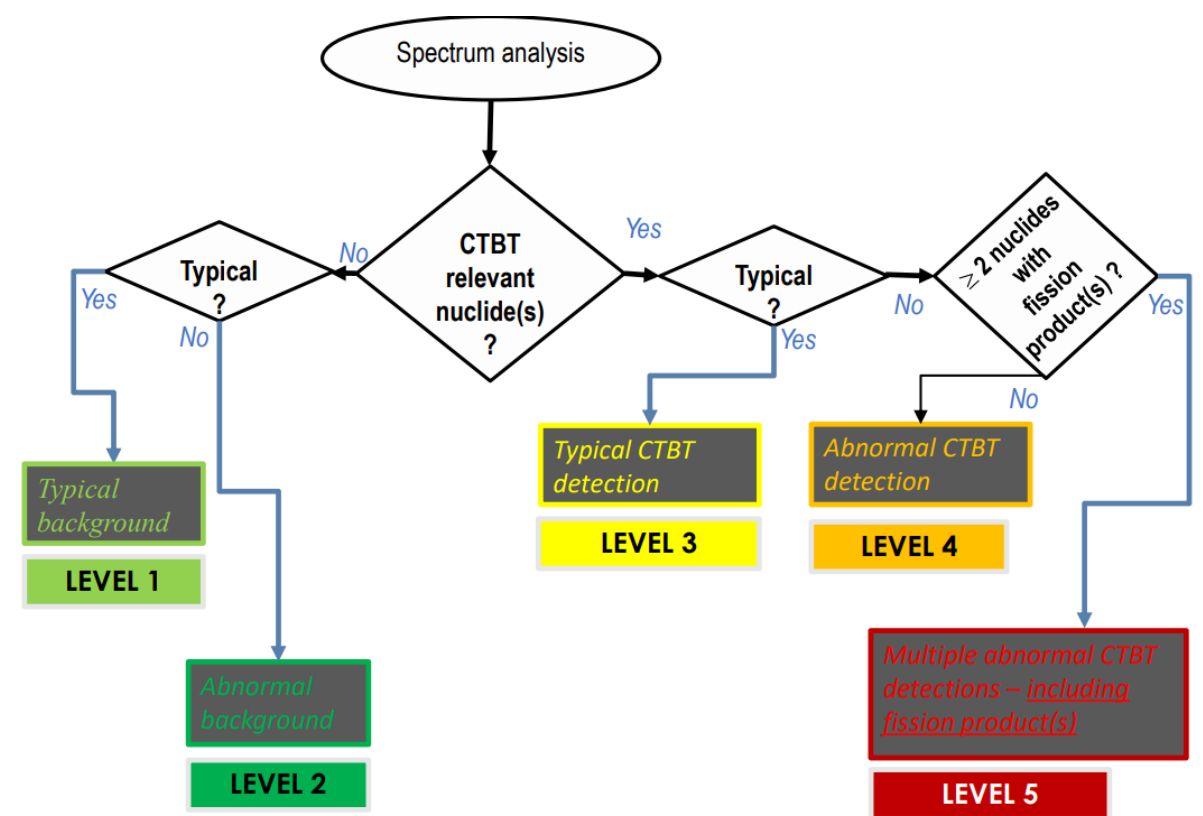 Spectrum analysis
CTBT
relevant
nuclide(s)
?
No
Yes
Typical
?
Yes
No
Typical
?
No
Yes
≥ 2 nuclides
with
fission
product(s) ?
Yes
No
Typical
background
LEVEL 1
Abnormal
background
LEVEL 2
Typical CTBT
detection
LEVEL 3
Abnormal CTBT
detection
LEVEL 4
Multiple abnormal CTBT
detections – including
fission product(s)
LEVEL 5